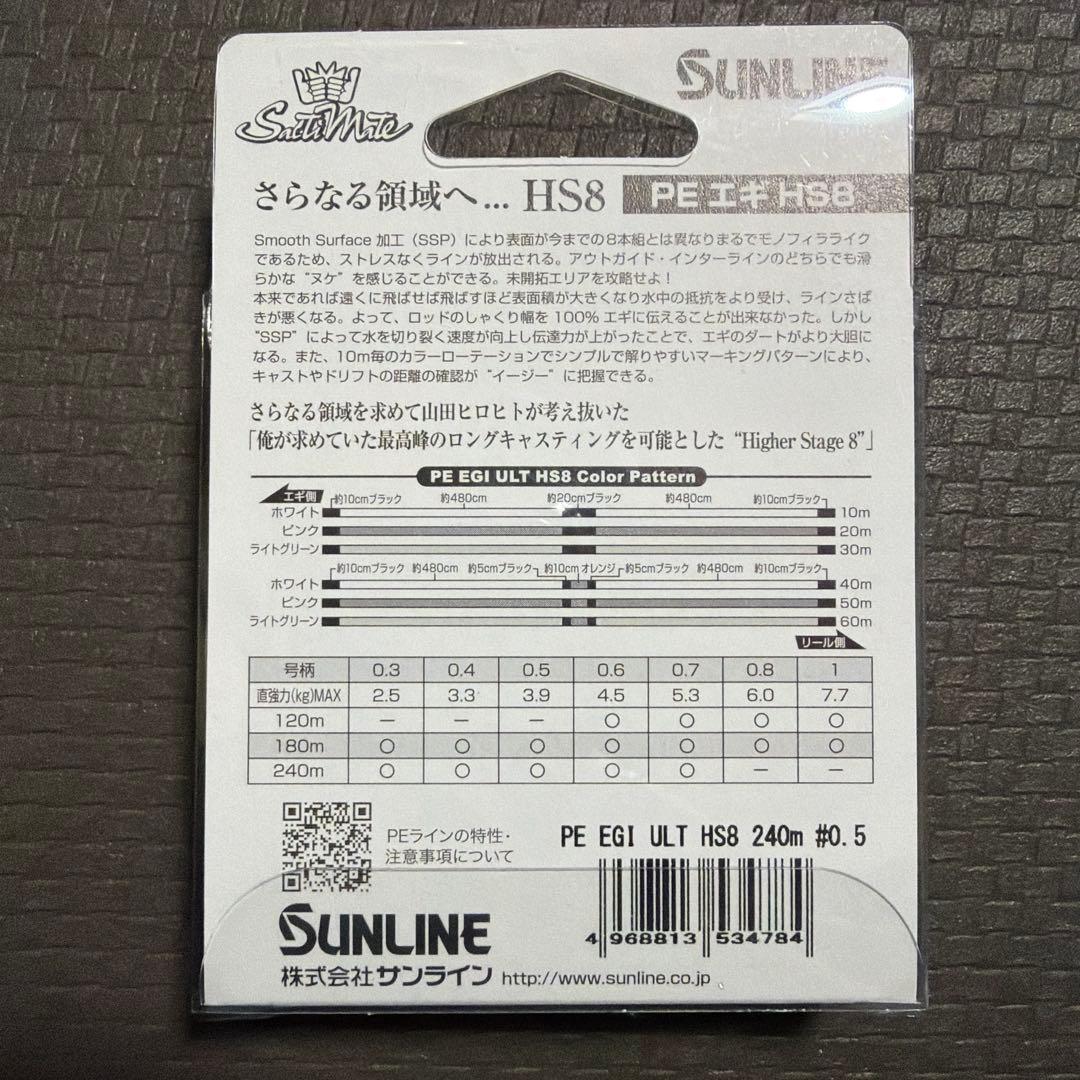 SaltiMate
SUNLINE
さらなる領域へ... HS8 PEエギHS8
Smooth Surface 加工（SSP）により表面が今までの8本組とは異なりまるでモノフィラライク
であるため、ストレスなくラインが放出される。アウトガイド・インターラインのどちらでも滑
らかな“ヌケ”を感じることができる。未開拓エリアを攻略せよ！
本来であれば遠くに飛ばせば飛ばすほど表面積が大きくなり水中の抵抗をより受け、ラインさば
きが悪くなる。よって、ロッドのしゃくり幅を100%エギに伝えることが出来なかった。しかし
“SSP”によって水を切り裂く速度が向上し伝達力が上がったことで、エギのダートがより大胆に
なる。また、10m毎のカラーローテーションでシンプルで解りやすいマーキングパターンにより、
キャストやドリフトの距離の確認が“イージー”に把握できる。
さらなる領域を求めて山田ヒロヒトが考え抜いた
「俺が求めていた最高峰のロングキャスティングを可能とした “Higher Stage 8”」
PE EGI ULT HS8 Color Pattern
エギ側 約10cmブラック 約480cm 約20cmブラック 約480cm 約10cmブラック
ホワイト 10m
ピンク 20m
ライトグリーン 30m
約10cmブラック 約480cm 約5cmブラック 約10cm オレンジ 約5cmブラック 約480cm 約10cmブラック
ホワイト 40m
ピンク 50m
ライトグリーン 60m
リール側
号柄 0.3 0.4 0.5 0.6 0.7 0.8 1
直強力(kg)MAX 2.5 3.3 3.9 4.5 5.3 6.0 7.7
120m － － － ○ ○ ○ ○
180m ○ ○ ○ ○ ○ ○ ○
240m ○ ○ ○ ○ ○ － －
PEラインの特性・
注意事項について
PE EGI ULT HS8 240m #0.5
4 968813 534784
SUNLINE
株式会社サンライン http://www.sunline.co.jp